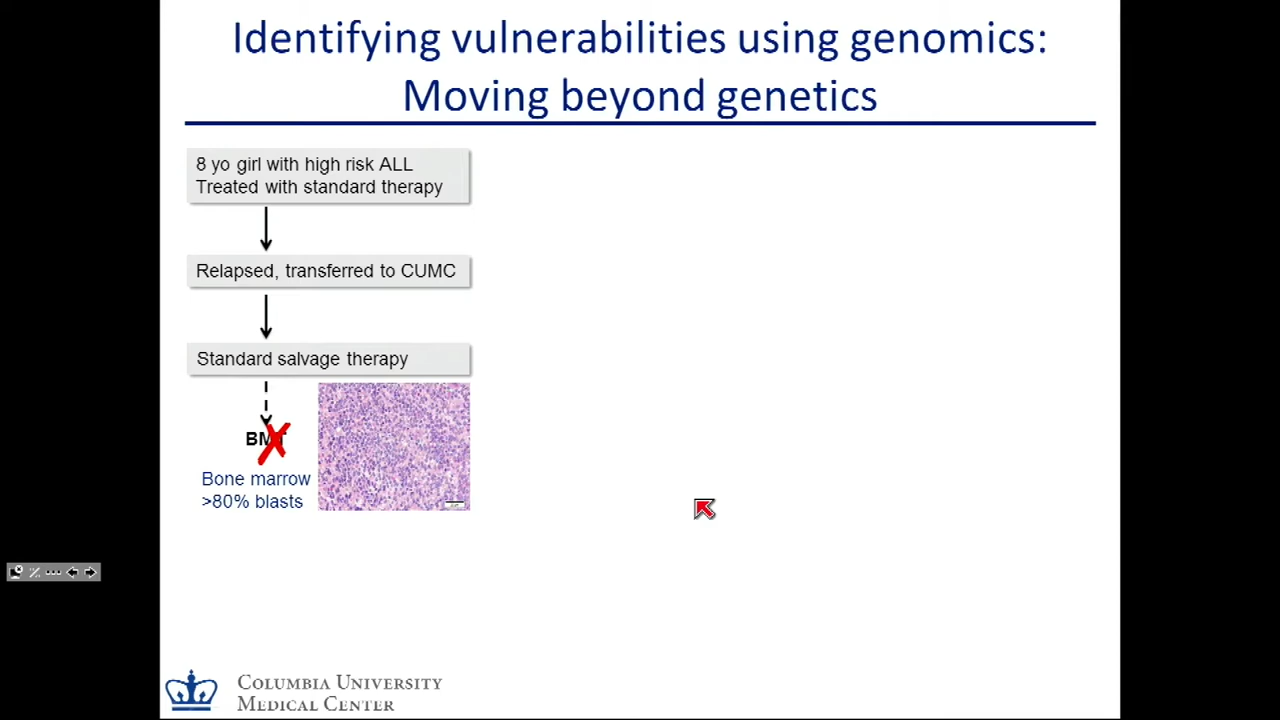 Identifying vulnerabilities using genomics:
Moving beyond genetics
8 yo girl with high risk ALL
Treated with standard therapy
Relapsed, transferred to CUMC
Standard salvage therapy
BMT
Bone marrow
>80% blasts
COLUMBIA UNIVERSITY
MEDICAL CENTER